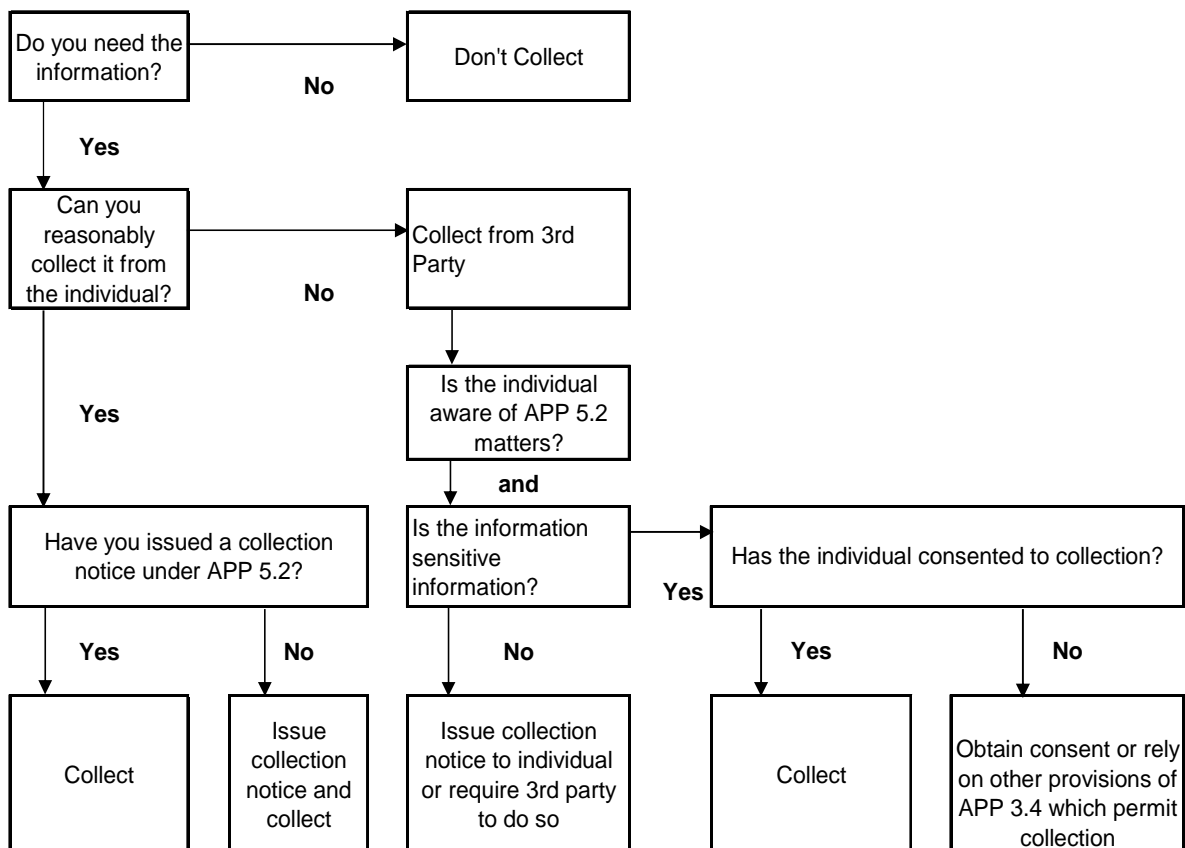 Do you need the
information?
Don't Collect
No
Yes
Can you
reasonably
collect it from
the individual?
Collect from 3rd
Party
No
Is the individual
aware of APP 5.2
matters?
Yes
and
Have you issued a collection
notice under APP 5.2?
Is the information
sensitive
information?
Has the individual consented to collection?
Yes
Yes
No
No
Yes
No
Collect
Issue
collection
notice and
collect
Issue collection
notice to individual
or require 3rd party
to do so
Collect
Obtain consent or rely
on other provisions of
APP 3.4 which permit
collection